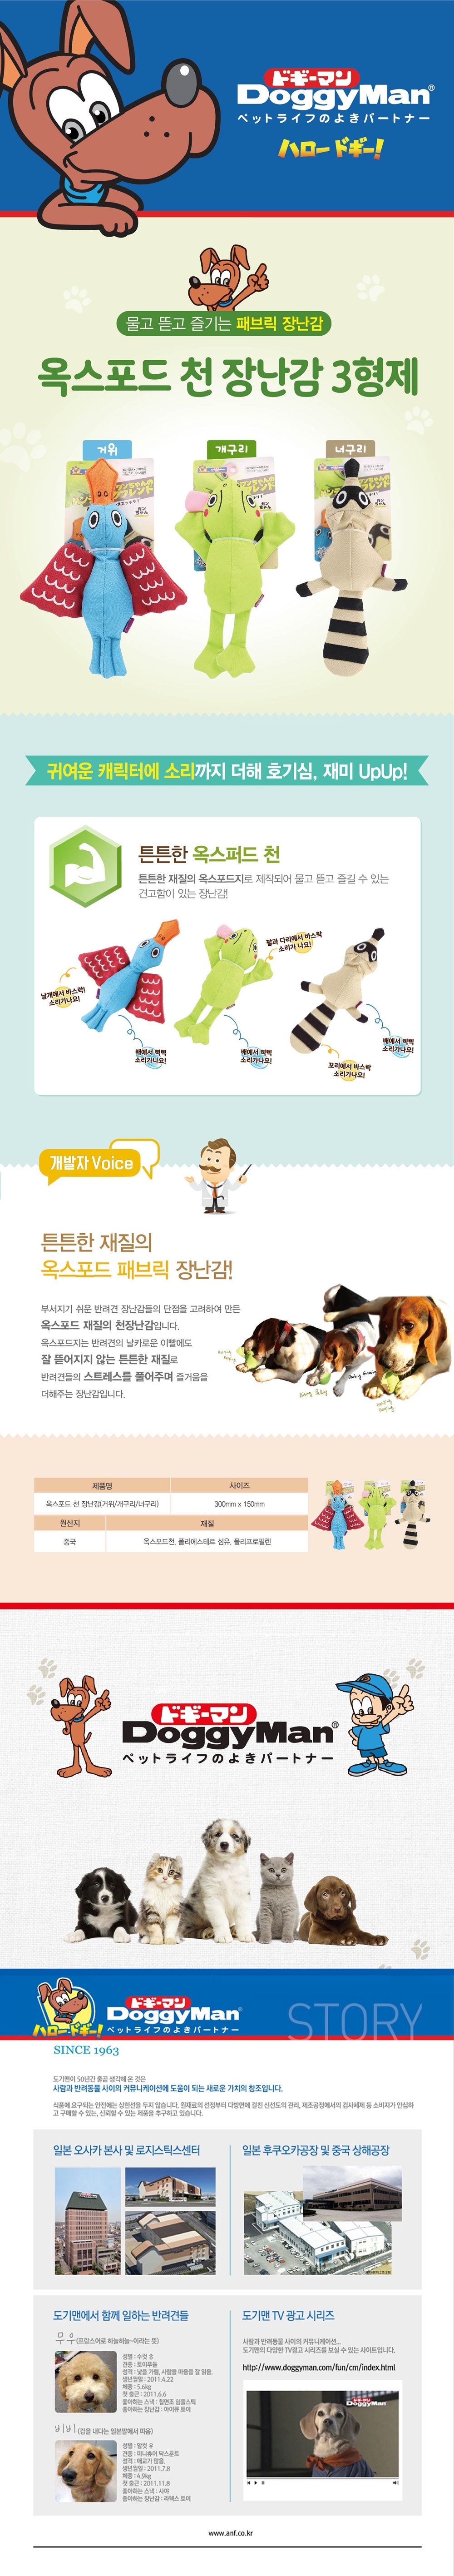 ドギーマン
DoggyMan®
ペットライフのよきパートナー
ハロードギー!
물고 뜯고 즐기는 패브릭 장난감
옥스포드 천 장난감 3형제
거위
개구리
너구리
귀여운 캐릭터에 소리까지 더해 호기심, 재미 UpUp!
튼튼한 옥스퍼드 천
튼튼한 재질의 옥스포드지로 제작되어 물고 뜯고 즐길 수 있는
견고함이 있는 장난감!
팔과 다리에서 바스락
소리가 나요!
날개에서 바스락!
소리가나요!
배에서 삑삑
소리가나요!
배에서 삑삑
소리가나요!
배에서 삑삑
소리가나요!
꼬리에서 바스락
소리가나요!
개발자 Voice
튼튼한 재질의
옥스포드 패브릭 장난감!
부서지기 쉬운 반려견 장난감들의 단점을 고려하여 만든
옥스포드 재질의 천장난감입니다.
옥스포드지는 반려견의 날카로운 이빨에도
잘 뜯어지지 않는 튼튼한 재질로
반려견들의 스트레스를 풀어주며 즐거움을
더해주는 장난감입니다.
제품명 사이즈
옥스포드 천 장난감(거위/개구리/너구리) 300mm x 150mm
원산지 재질
중국 옥스포드천, 폴리에스테르 섬유, 폴리프로필렌
ドギーマン
DoggyMan®
ペットライフのよきパートナー
ドギーマン
DoggyMan®
ハロードギー! ペットライフのよきパートナー
STORY
SINCE 1963
도기맨이 50년간 줄곧 생각해 온 것은
사람과 반려동물 사이의 커뮤니케이션에 도움이 되는 새로운 가치의 창조입니다.
식품에 요구되는 안전에는 상한선을 두지 않습니다. 원재료의 선정부터 다방면에 걸친 신선도의 관리, 제조공정에서의 검사체제 등 소비자가 안심하
고 구매할 수 있는, 신뢰할 수 있는 제품을 추구하고 있습니다.
일본 오사카 본사 및 로지스틱스센터
일본 후쿠오카공장 및 중국 상해공장
도기맨에서 함께 일하는 반려견들
무우 (프랑스어로 하늘하늘~이라는 뜻)
성별 : 수컷 ♂
견종 : 토이푸들
성격 : 낯을 가림, 사람들 마음을 잘 읽음.
생년월일 : 2011.4.22
체중 : 5.6kg
첫 출근 : 2011.6.6
좋아하는 장난감 : 아이큐 토이
성별 : 암컷 ♀
견종 : 미니츄어 닥스훈트
성격 : 애교가 많음.
생년월일 : 2011.7.8
체중 : 4.9kg
첫 출근 : 2011.11.8
좋아하는 스낵 : 사사미
좋아하는 장난감 : 라텍스 토이
도기맨 TV 광고 시리즈
사람과 반려동물 사이의 커뮤니케이션...
도기맨의 다양한 TV광고 시리즈를 보실 수 있는 사이트입니다.
http://www.doggyman.com/fun/cm/index.html
DoggyMan
www.anf.co.kr